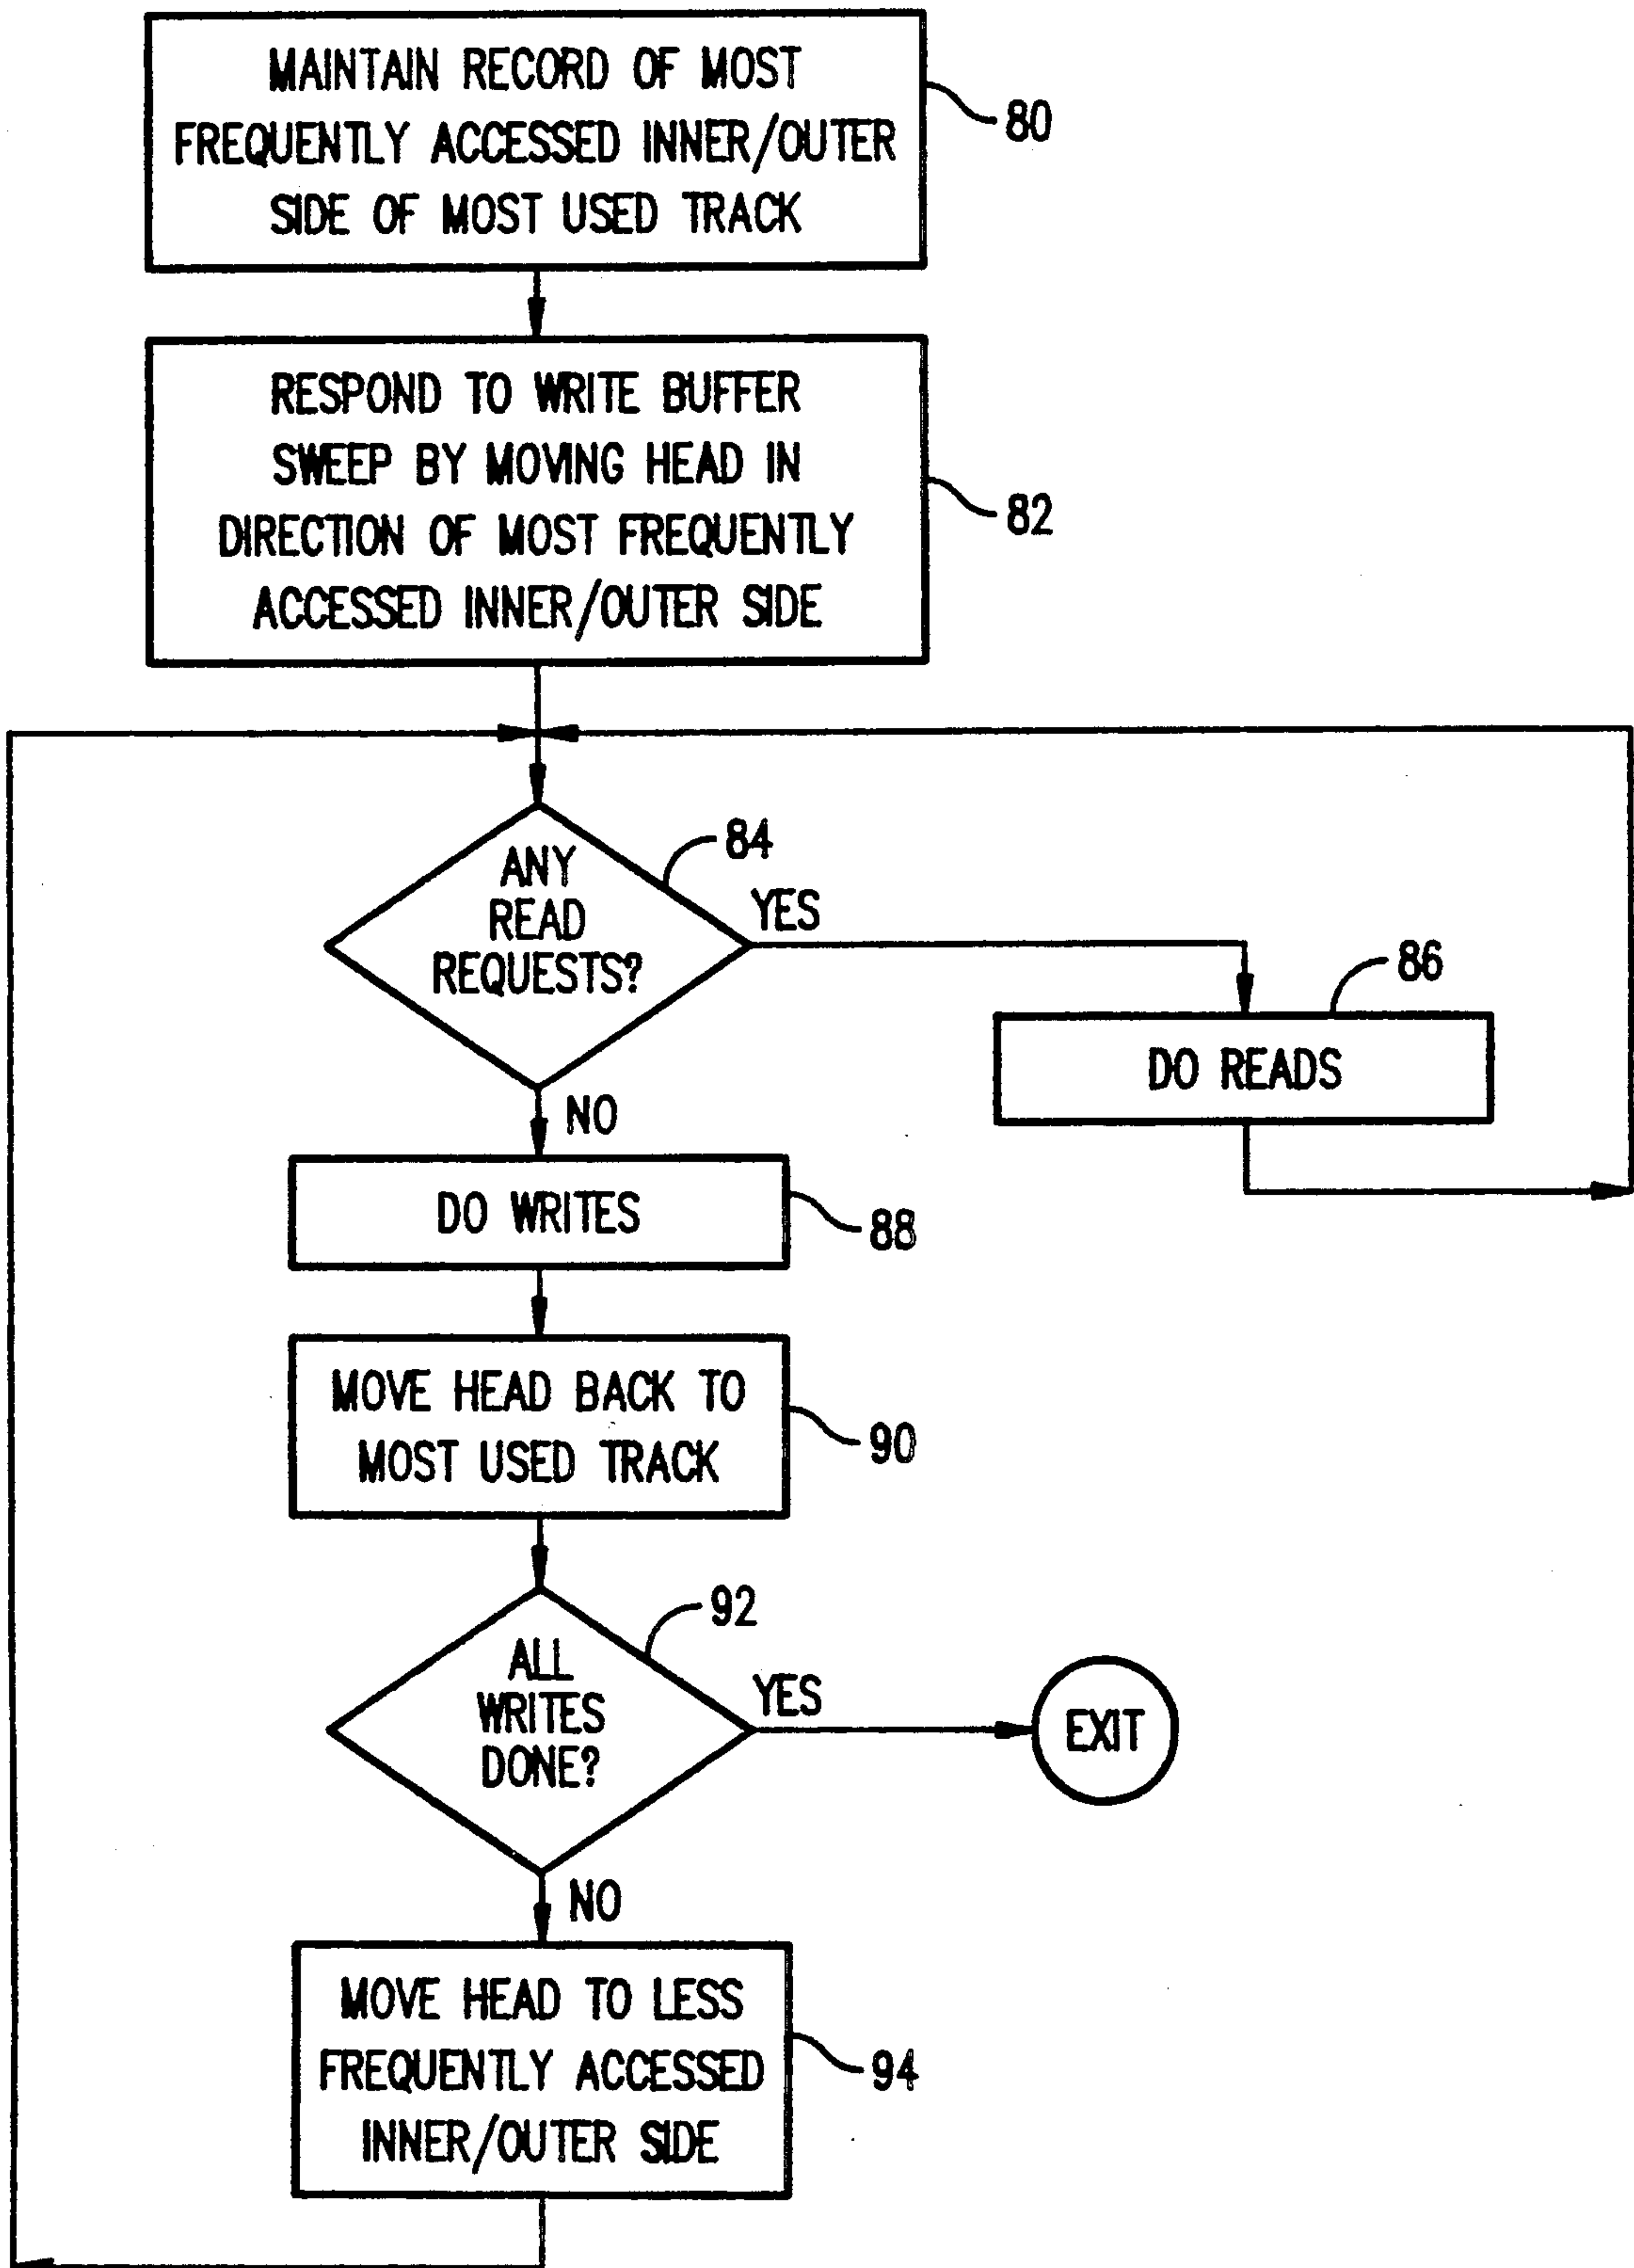 MAINTAIN RECORD OF MOST
FREQUENTLY ACCESSED INNER/OUTER
SIDE OF MOST USED TRACK
80
RESPOND TO WRITE BUFFER
SWEEP BY MOVING HEAD IN
DIRECTION OF MOST FREQUENTLY
ACCESSED INNER/OUTER SIDE
82
ANY
READ
REQUESTS?
84
YES
86
DO READS
NO
DO WRITES
88
MOVE HEAD BACK TO
MOST USED TRACK
90
ALL
WRITES
DONE?
92
YES
EXIT
NO
MOVE HEAD TO LESS
FREQUENTLY ACCESSED
INNER/OUTER SIDE
94